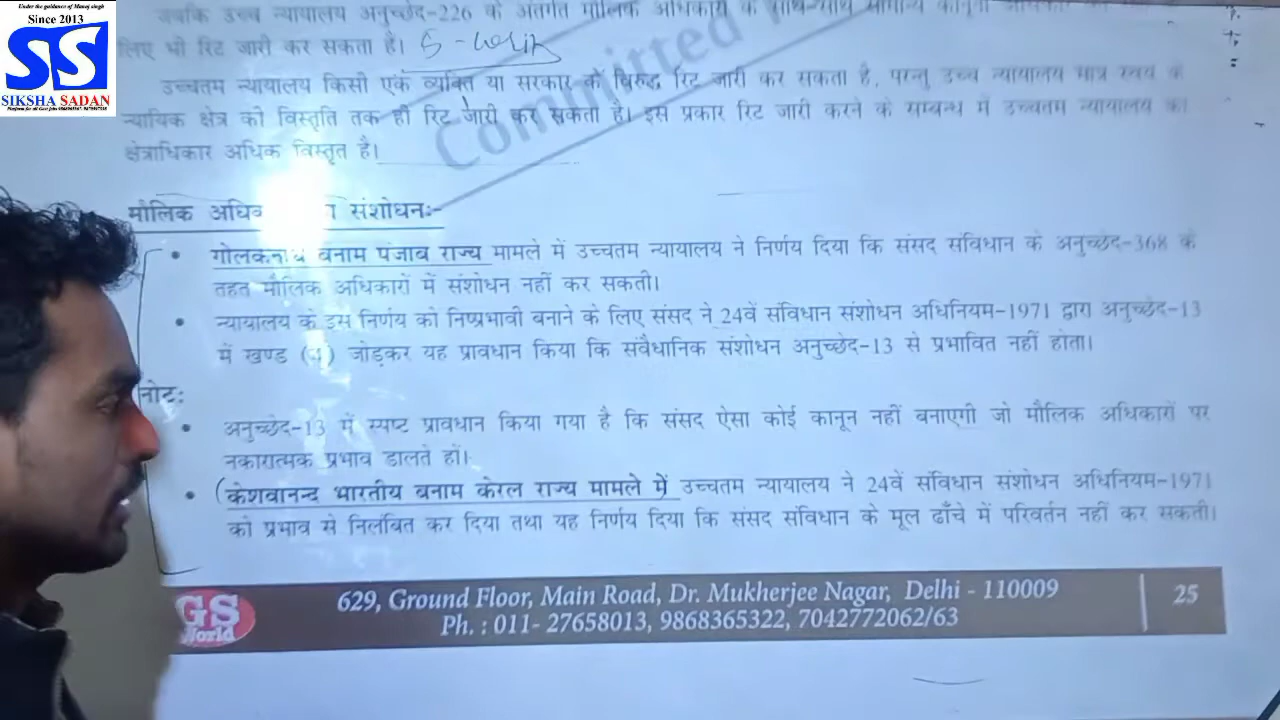 Under the guidance of Manoj singh
Since 2013
SS
SIKSHA SADAN
जबकि उच्च न्यायालय अनुच्छेद-226 के अंतर्गत मौलिक अधिकारों के साथ-साथ सामान्य कानूनी
लिए भी रिट जारी कर सकता है। 5 - writ
उच्चतम न्यायालय किसी एक व्यक्ति या सरकार के विरुद्ध रिट जारी कर सकता है, परन्तु उच्च न्यायालय मात्र स्वयं के
न्यायिक क्षेत्र की विस्तृति तक ही रिट जारी कर सकता है। इस प्रकार रिट जारी करने के सम्बन्ध में उच्चतम न्यायालय का
क्षेत्राधिकार अधिक विस्तृत है।
Committed
मौलिक संशोधनः-
• गोलकनाथ बनाम पंजाब राज्य मामले में उच्चतम न्यायालय ने निर्णय दिया कि संसद संविधान के अनुच्छेद-368 के
तहत मौलिक अधिकारों में संशोधन नहीं कर सकती।
• न्यायालय के इस निर्णय को निष्प्रभावी बनाने के लिए संसद ने 24वें संविधान संशोधन अधिनियम-1971 द्वारा अनुच्छेद-13
में खण्ड (4) जोड़कर यह प्रावधान किया कि संवैधानिक संशोधन अनुच्छेद-13 से प्रभावित नहीं होता।
नोटः
• अनुच्छेद-13 में स्पष्ट प्रावधान किया गया है कि संसद ऐसा कोई कानून नहीं बनाएगी जो मौलिक अधिकारों पर
नकारात्मक प्रभाव डालते हों।
• (केशवानन्द भारतीय बनाम केरल राज्य मामले में उच्चतम न्यायालय ने 24वें संविधान संशोधन अधिनियम-1971
को प्रभाव से निलंबित कर दिया तथा यह निर्णय दिया कि संसद संविधान के मूल ढाँचे में परिवर्तन नहीं कर सकती।
GS World
629, Ground Floor, Main Road, Dr. Mukherjee Nagar, Delhi - 110009
Ph. : 011- 27658013, 9868365322, 7042772062/63
25